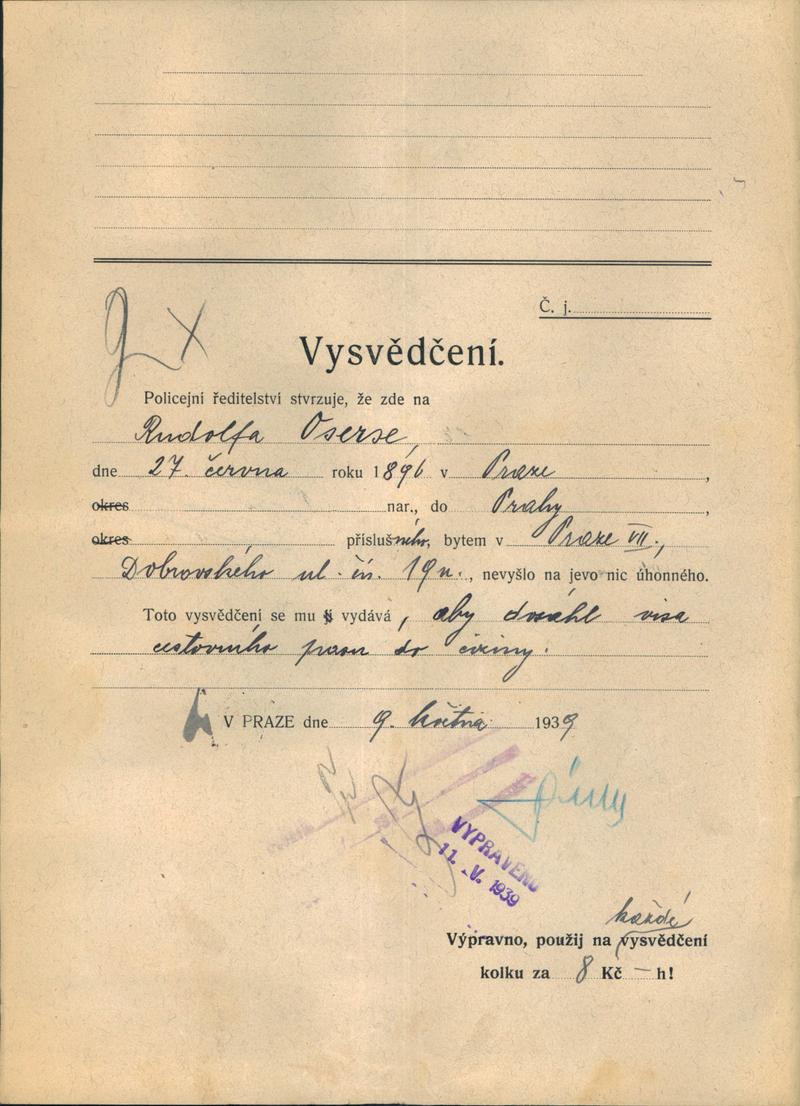 Č. j.
Vysvědčení.
Policejní ředitelství stvrzuje, že zde na
Rudolfa Oserse,
dne 27. června roku 1896 v Praze,
okres nar., do Prahy,
okres příslušného, bytem v Praze VII.,
Dobrovského ul. čís. 19n., nevyšlo na jevo nic úhonného.
Toto vysvědčení se mu jí vydává, aby dosáhl visa
cestovního pasu do ciziny.
V PRAZE dne 9. května 1939
VYPRAVENO
11. V. 1939
každé
Výpravno, použij na vysvědčení
kolku za 8 Kč — h!